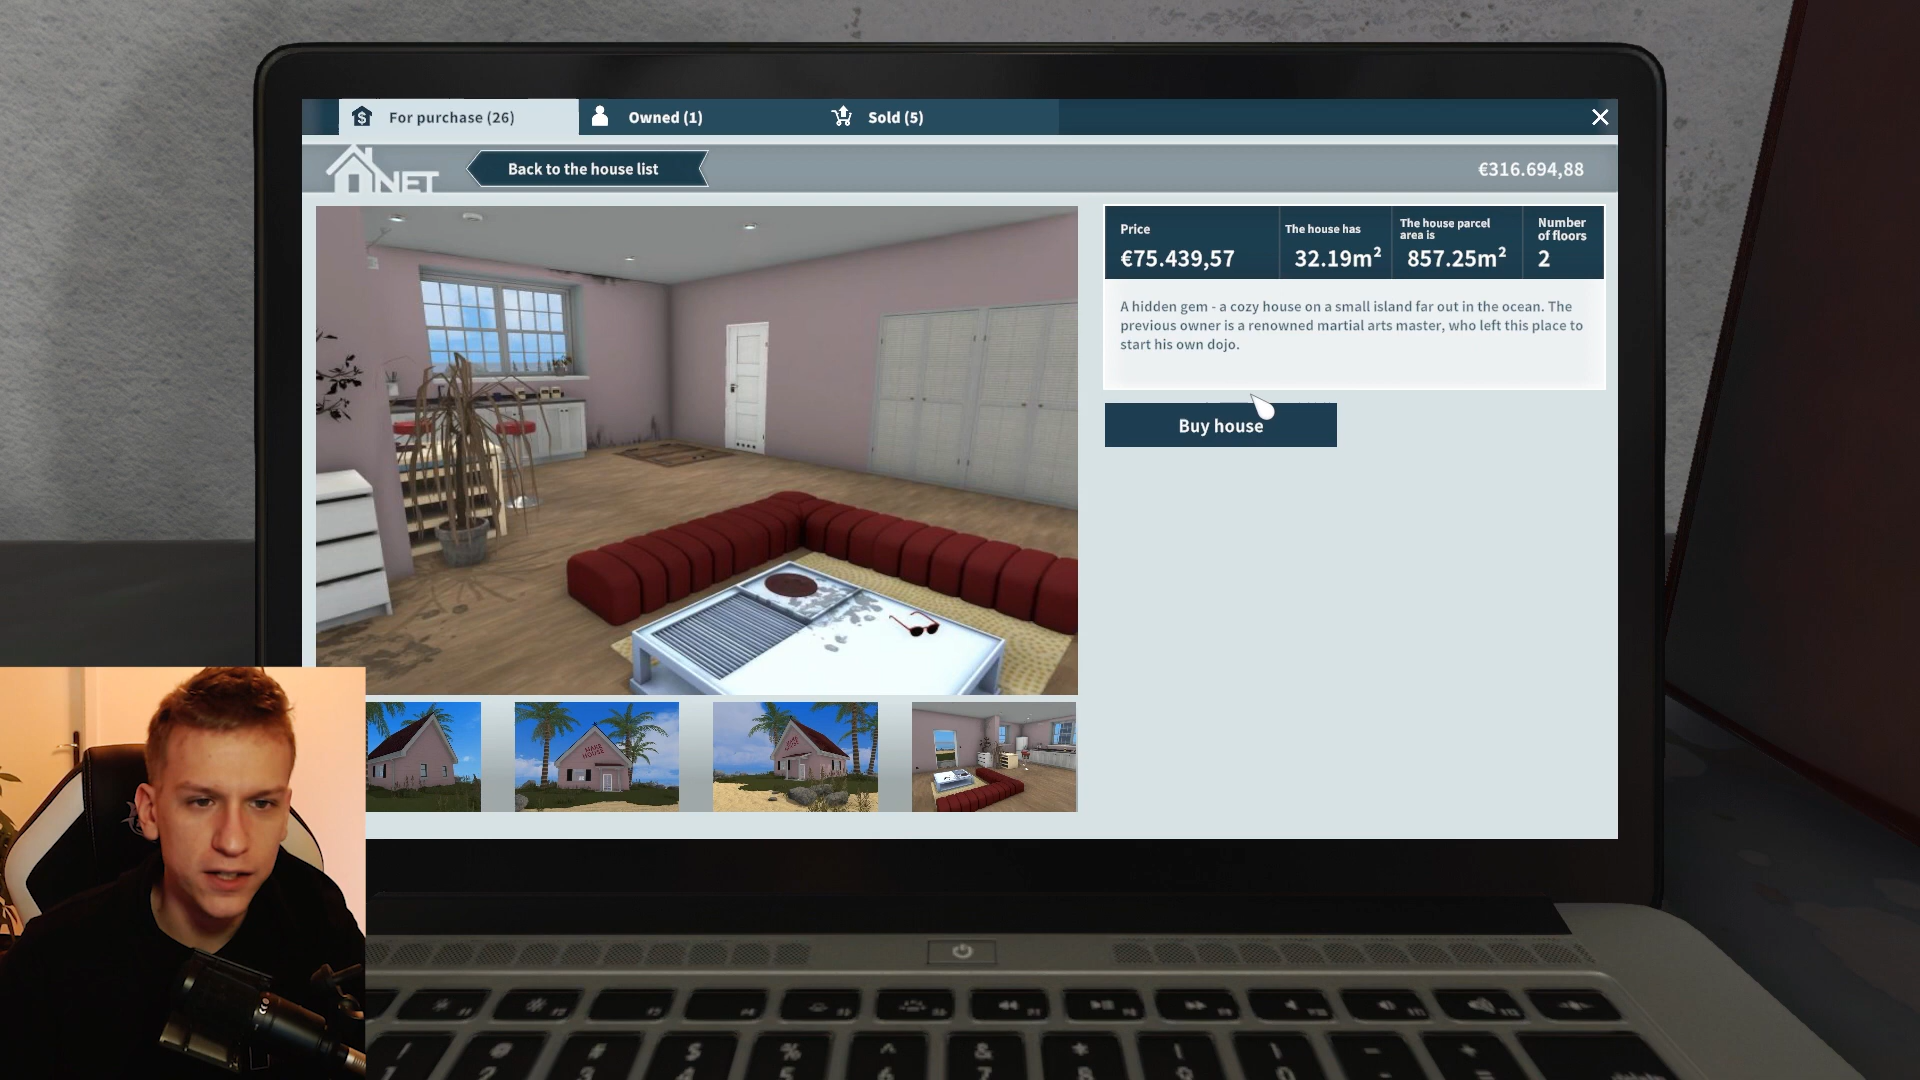 For purchase (26)
Owned (1)
Sold (5)
NET
Back to the house list
€316.694,88
Price
€75.439,57
The house has
32.19m²
The house parcel
area is
857.25m²
Number
of floors
2
A hidden gem - a cozy house on a small island far out in the ocean. The
previous owner is a renowned martial arts master, who left this place to
start his own dojo.
Buy house